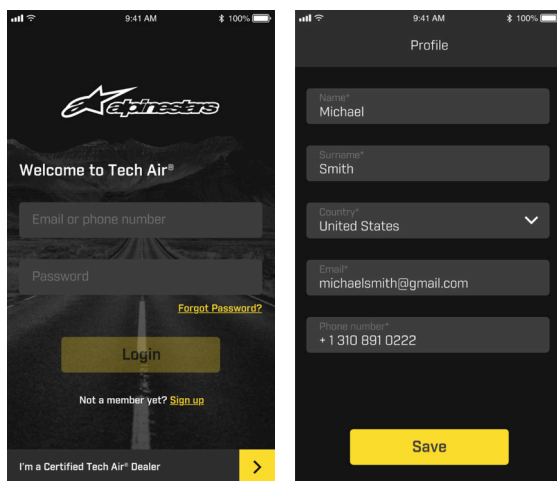 9:41 AM
100%
alpinestars
Welcome to Tech Air®
Email or phone number
Password
Forgot Password?
Login
Not a member yet? Sign up
I'm a Certified Tech Air® Dealer
9:41 AM
100%
Profile
Name*
Michael
Surname*
Smith
Country*
United States
Email*
michaelsmith@gmail.com
Phone number*
+ 1 310 891 0222
Save